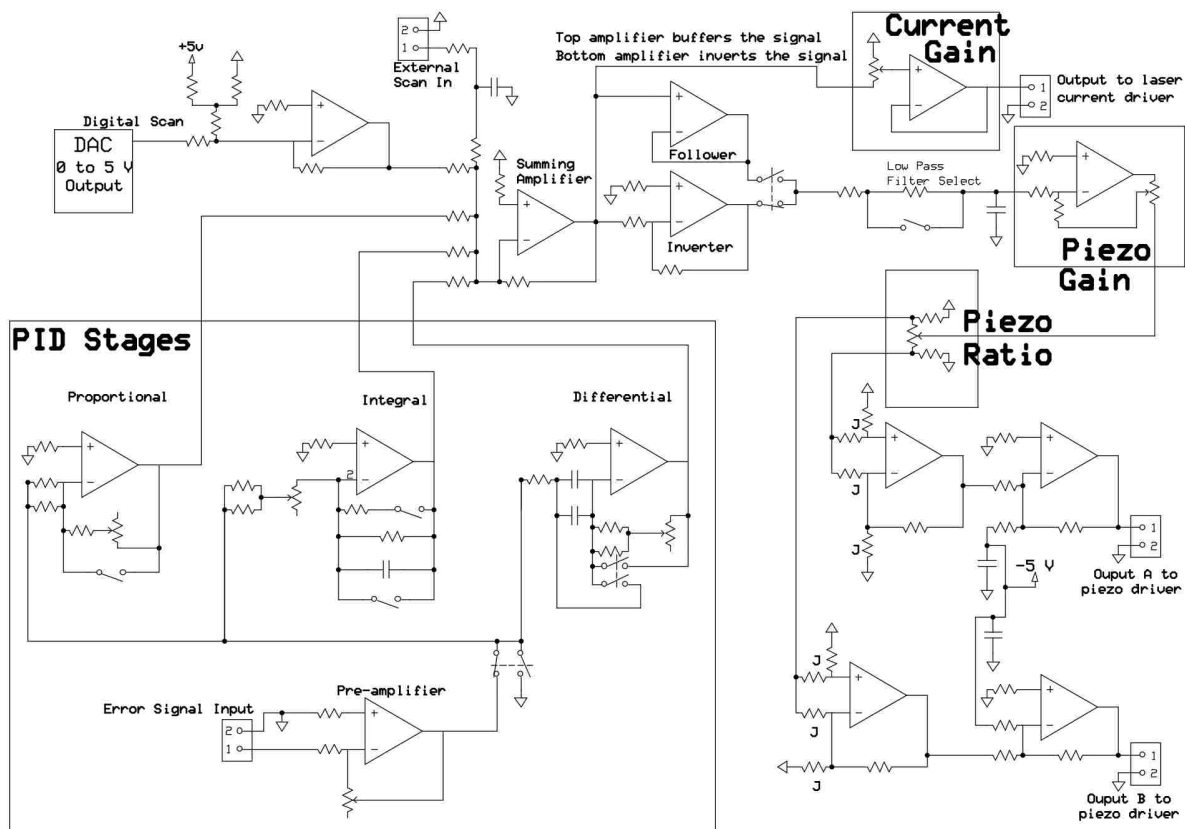 +5v
2
1
External
Scan In
Digital Scan
DAC
0 to 5 V
Output
+
−
Top amplifier buffers the signal
Bottom amplifier inverts the signal
Current
Gain
+
−
1
2
Output to laser
current driver
+
−
Follower
Summing
Amplifier
+
−
+
−
Inverter
Low Pass
Filter Select
+
−
Piezo
Gain
Piezo
Ratio
PID Stages
Proportional
+
−
Integral
+
2
−
Differential
+
−
Pre-amplifier
+
−
Error Signal Input
2
1
J
J
J
+
−
+
−
1
2
Ouput A to
piezo driver
-5 V
J
J
J
+
−
+
−
1
2
Ouput B to
piezo driver